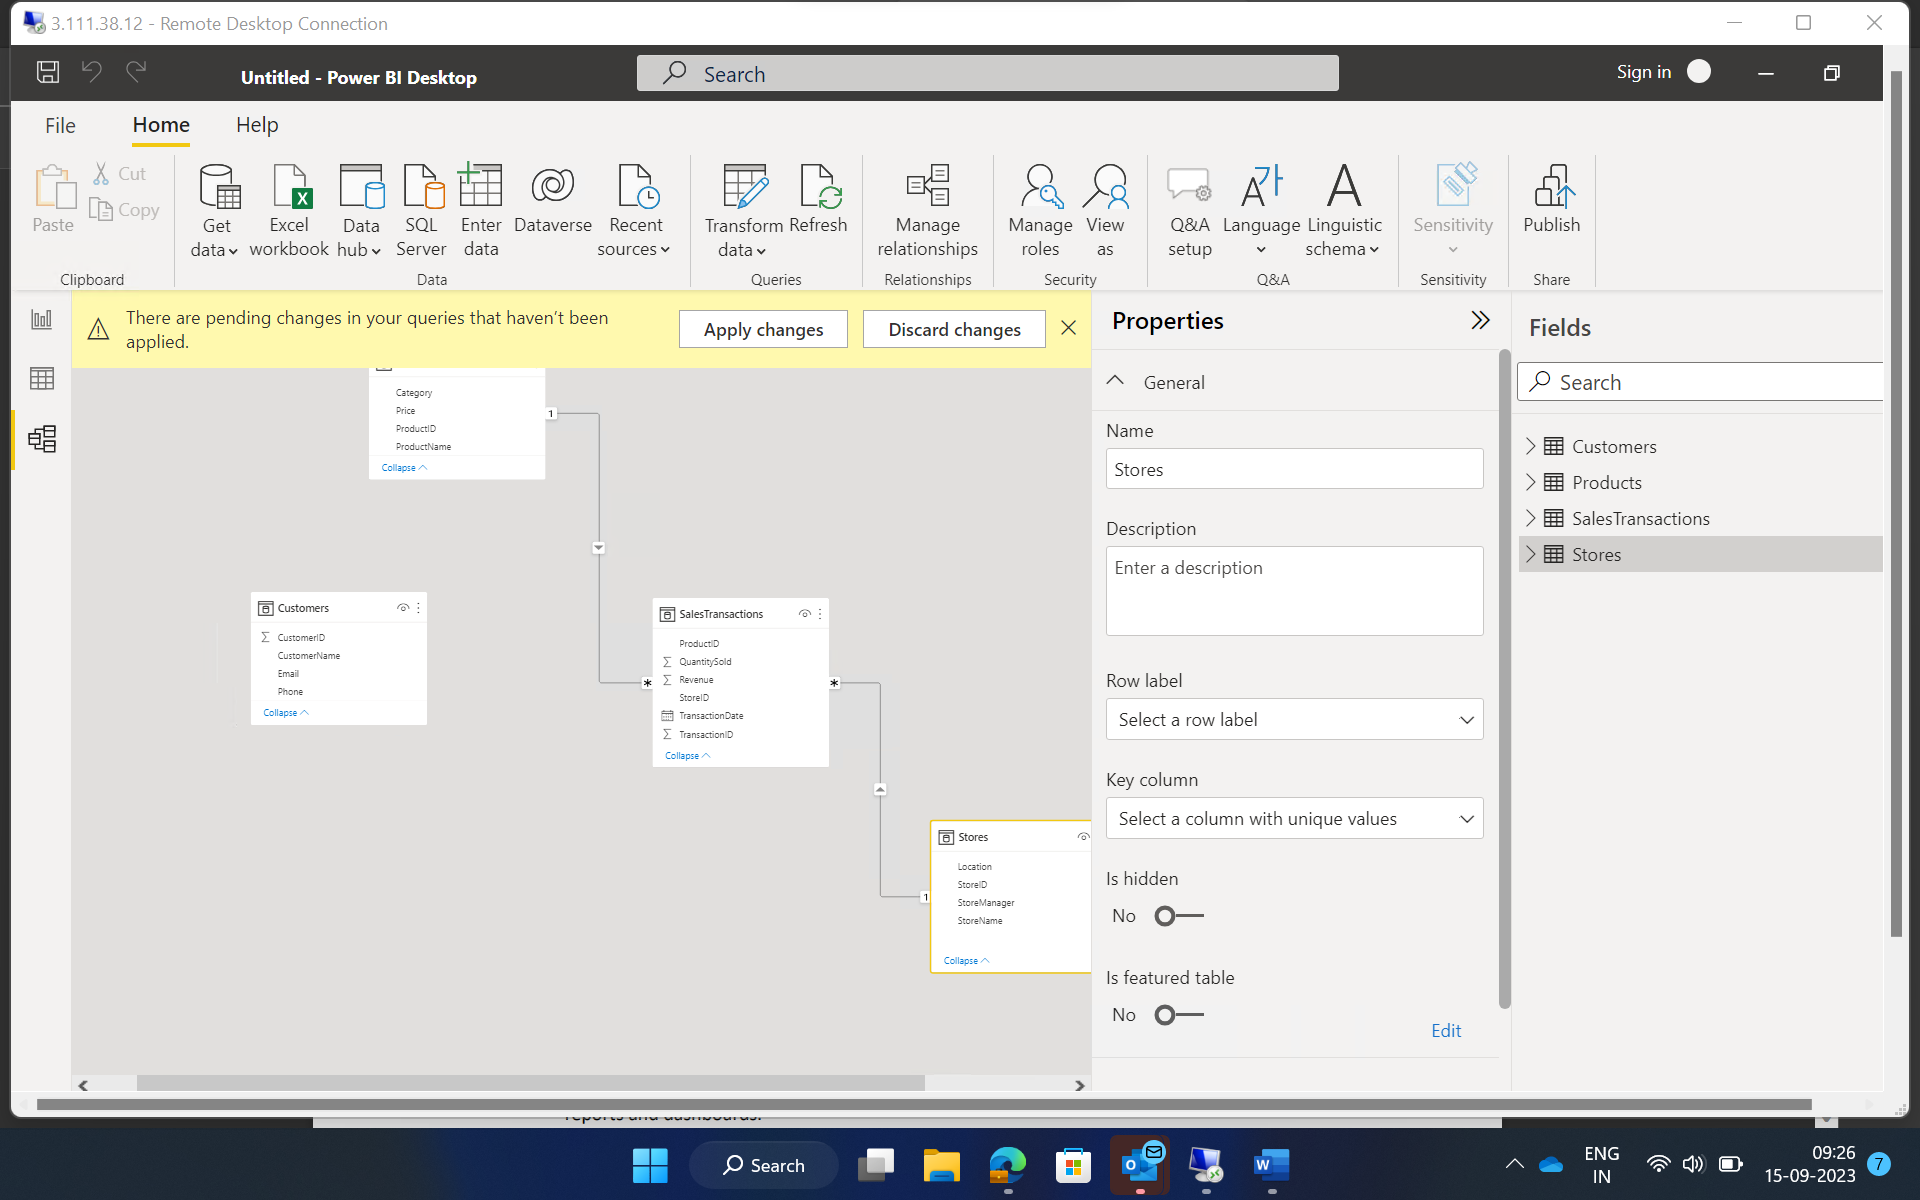 3.111.38.12 - Remote Desktop Connection
Untitled - Power BI Desktop
Search
Sign in
File
Home
Help
Paste
Cut
Copy
Clipboard
Get data
Excel workbook
Data hub
SQL Server
Enter data
Dataverse
Recent sources
Data
Transform data
Refresh
Queries
Manage relationships
Relationships
Manage roles
View as
Security
Q&A setup
Language
Linguistic schema
Q&A
Sensitivity
Sensitivity
Publish
Share
There are pending changes in your queries that haven't been
applied.
Apply changes
Discard changes
Category
Price
ProductID
ProductName
Collapse
1
Customers
CustomerID
CustomerName
Email
Phone
Collapse
SalesTransactions
ProductID
QuantitySold
Revenue
StoreID
TransactionDate
TransactionID
Collapse
*
*
1
Stores
Location
StoreID
StoreManager
StoreName
Collapse
Properties
General
Name
Stores
Description
Enter a description
Row label
Select a row label
Key column
Select a column with unique values
Is hidden
No
Is featured table
No
Edit
Fields
Search
Customers
Products
SalesTransactions
Stores
reports and dashboards.
Search
ENG
IN
09:26
15-09-2023
7